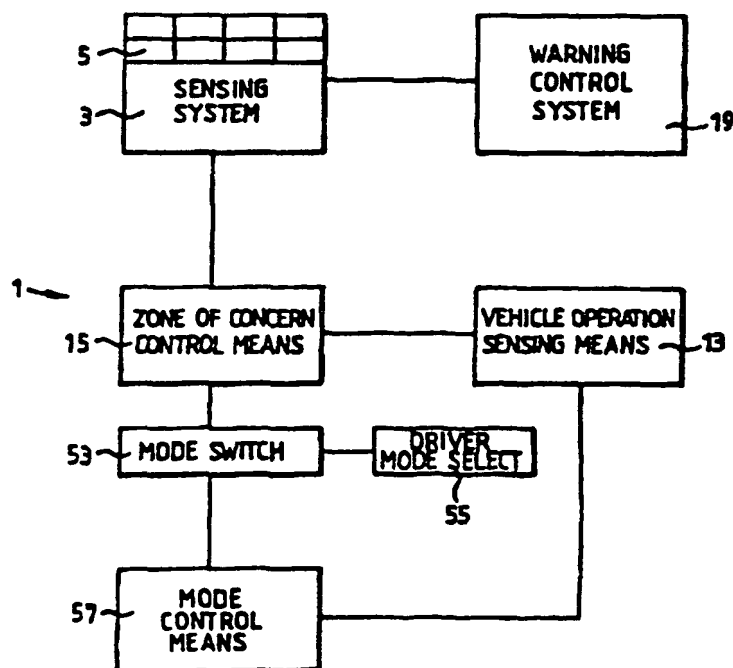 5
SENSING
SYSTEM
3
WARNING
CONTROL
SYSTEM
19
1
ZONE OF CONCERN
CONTROL MEANS
15
VEHICLE OPERATION
SENSING MEANS
13
53
MODE SWITCH
DRIVER
MODE SELECT
55
57
MODE
CONTROL
MEANS